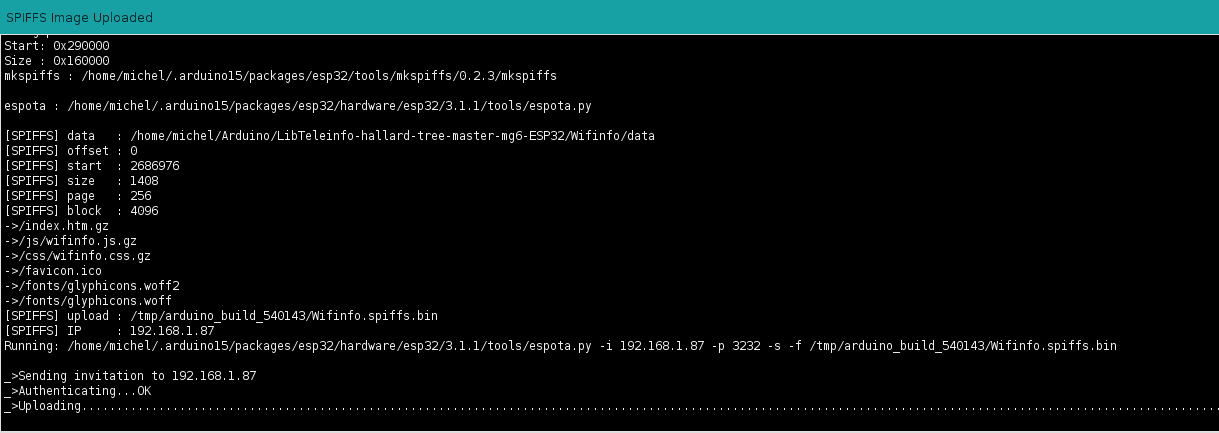 SPIFFS Image Uploaded
Start: 0x290000
Size : 0x160000
mkspiffs : /home/michel/.arduino15/packages/esp32/tools/mkspiffs/0.2.3/mkspiffs
espota : /home/michel/.arduino15/packages/esp32/hardware/esp32/3.1.1/tools/espota.py
[SPIFFS] data   : /home/michel/Arduino/LibTeleinfo-hallard-tree-master-mg6-ESP32/Wifinfo/data
[SPIFFS] offset : 0
[SPIFFS] start  : 2686976
[SPIFFS] size   : 1408
[SPIFFS] page   : 256
[SPIFFS] block  : 4096
->/index.htm.gz
->/js/wifinfo.js.gz
->/css/wifinfo.css.gz
->/favicon.ico
->/fonts/glyphicons.woff2
->/fonts/glyphicons.woff
[SPIFFS] upload : /tmp/arduino_build_540143/Wifinfo.spiffs.bin
[SPIFFS] IP     : 192.168.1.87
Running: /home/michel/.arduino15/packages/esp32/hardware/esp32/3.1.1/tools/espota.py -i 192.168.1.87 -p 3232 -s -f /tmp/arduino_build_540143/Wifinfo.spiffs.bin
_>Sending invitation to 192.168.1.87
_>Authenticating...OK
_>Uploading..................................................................................................................................................................